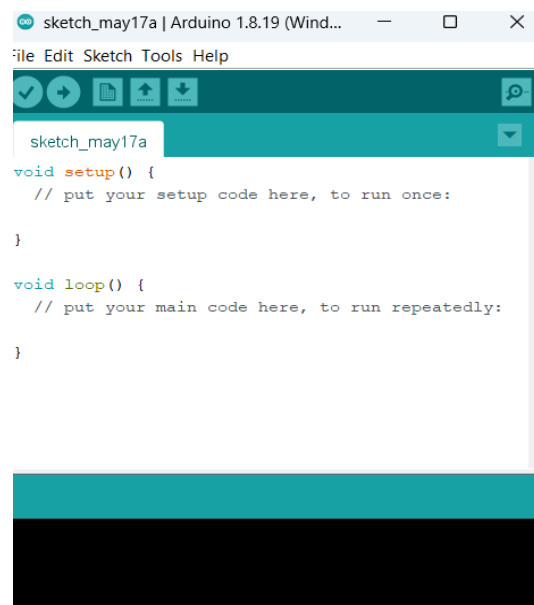 sketch_may17a | Arduino 1.8.19 (Wind...
File Edit Sketch Tools Help
sketch_may17a
void setup() {
  // put your setup code here, to run once:
}
void loop() {
  // put your main code here, to run repeatedly:
}